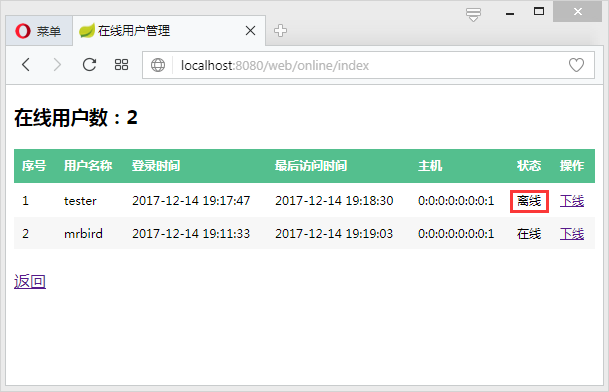 菜单
在线用户管理
localhost:8080/web/online/index
在线用户数：2
序号 用户名称 登录时间 最后访问时间 主机 状态 操作
1 tester 2017-12-14 19:17:47 2017-12-14 19:18:30 0:0:0:0:0:0:0:1 离线 下线
2 mrbird 2017-12-14 19:11:33 2017-12-14 19:19:03 0:0:0:0:0:0:0:1 在线 下线
返回